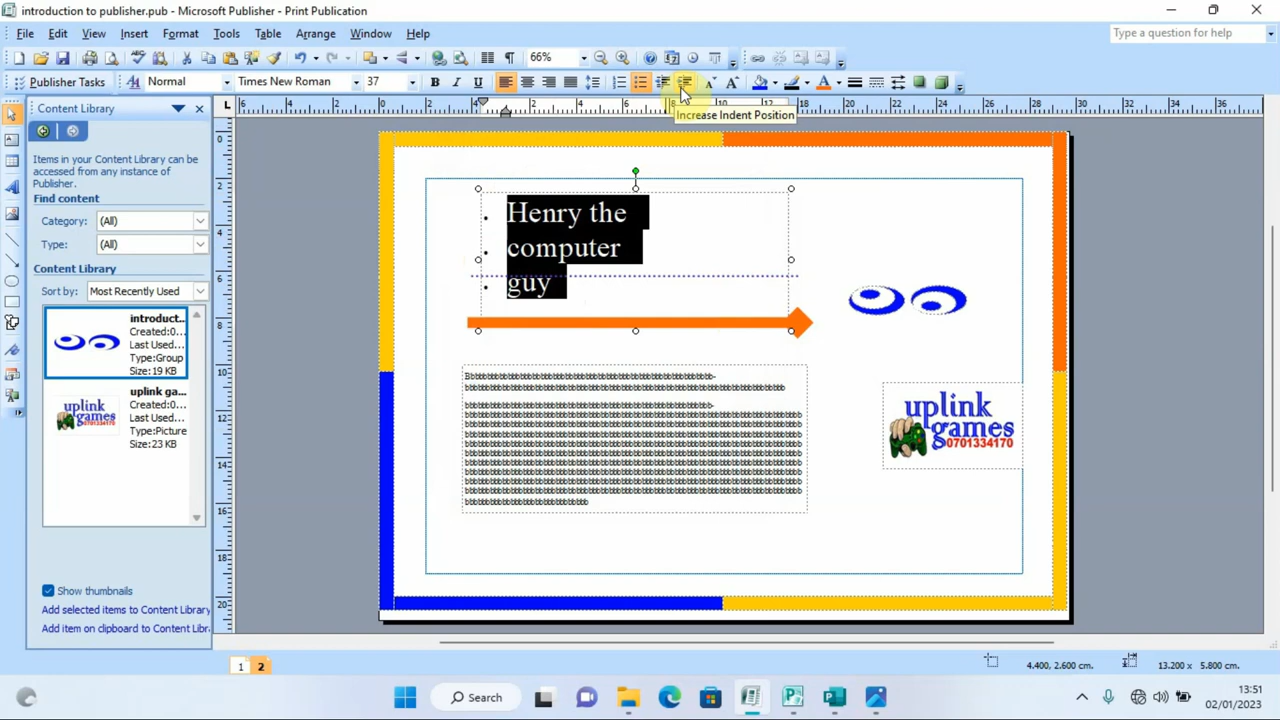 introduction to publisher.pub - Microsoft Publisher - Print Publication
File Edit View Insert Format Tools Table Arrange Window Help
Type a question for help
66%
Publisher Tasks
Normal
Times New Roman
37
Increase Indent Position
Content Library
Items in your Content Library can be
accessed from any instance of
Publisher.
Find content
Category: (All)
Type: (All)
Content Library
Sort by: Most Recently Used
introduct...
Created:0...
Last Used...
Type:Group
Size:19 KB
uplink ga...
Created:0...
Last Used...
Type:Picture
Size:23 KB
Show thumbnails
Add selected items to Content Library
Add item on clipboard to Content Libr
• Henry the
• computer
• guy
uplink
games
0701334170
1 2
4.400, 2.600 cm.
13.200 x 5.800 cm.
Search
13:51
02/01/2023